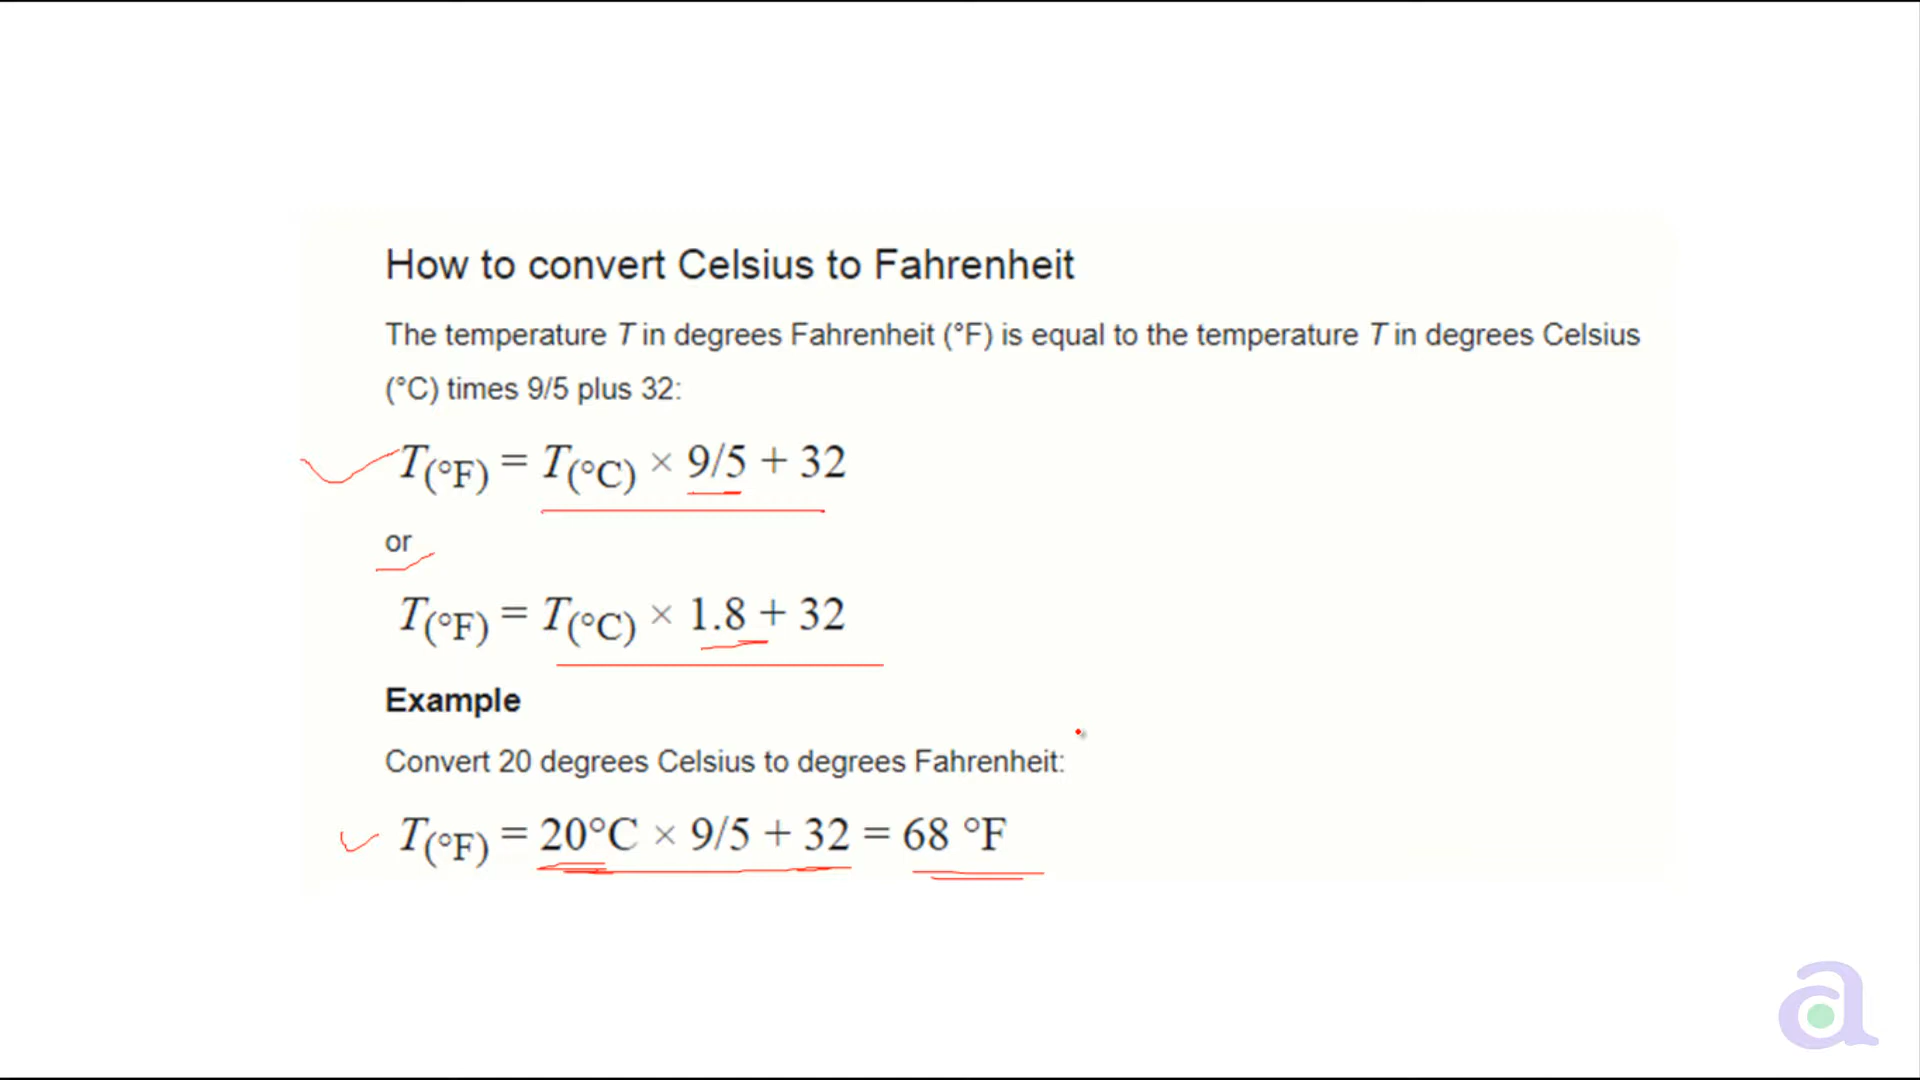 How to convert Celsius to Fahrenheit
The temperature T in degrees Fahrenheit (°F) is equal to the temperature T in degrees Celsius
(°C) times 9/5 plus 32:
T(°F) = T(°C) × 9/5 + 32
or
T(°F) = T(°C) × 1.8 + 32
Example
Convert 20 degrees Celsius to degrees Fahrenheit:
T(°F) = 20°C × 9/5 + 32 = 68 °F
a